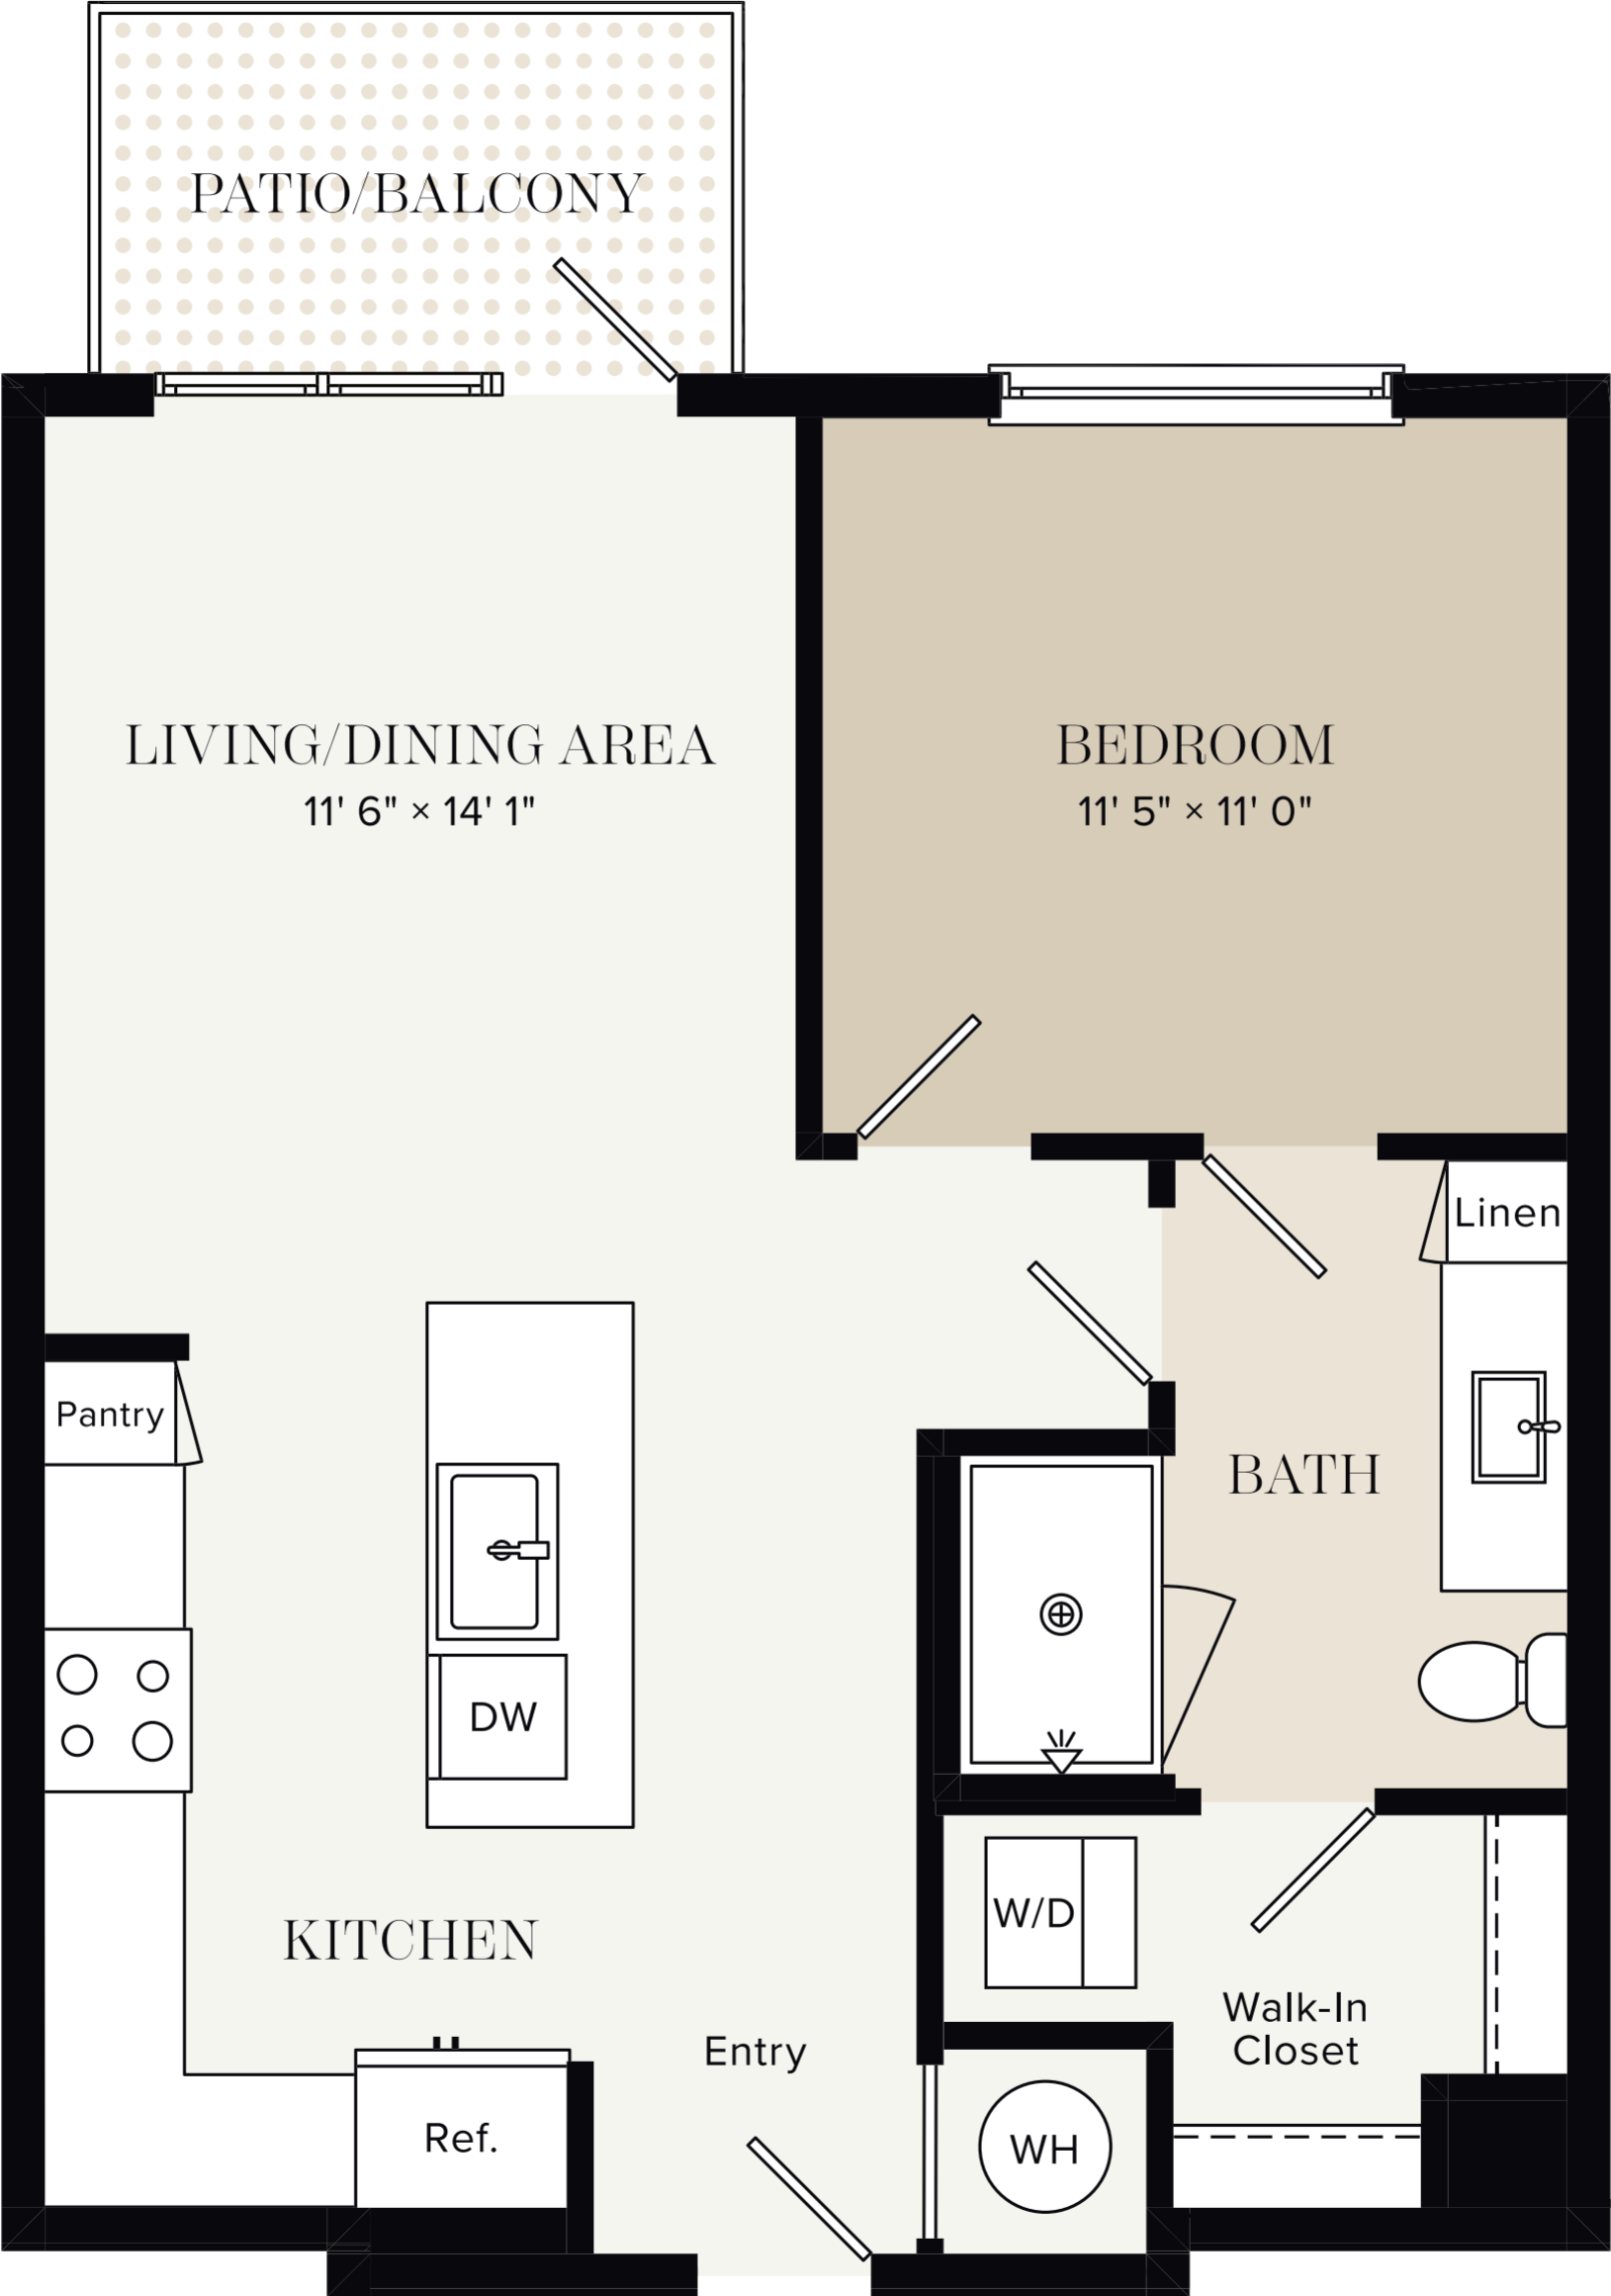 PATIO/BALCONY
LIVING/DINING AREA
11' 6" × 14' 1"
BEDROOM
11' 5" × 11' 0"
Linen
Pantry
BATH
DW
W/D
KITCHEN
Walk-In
Closet
Entry
Ref.
WH